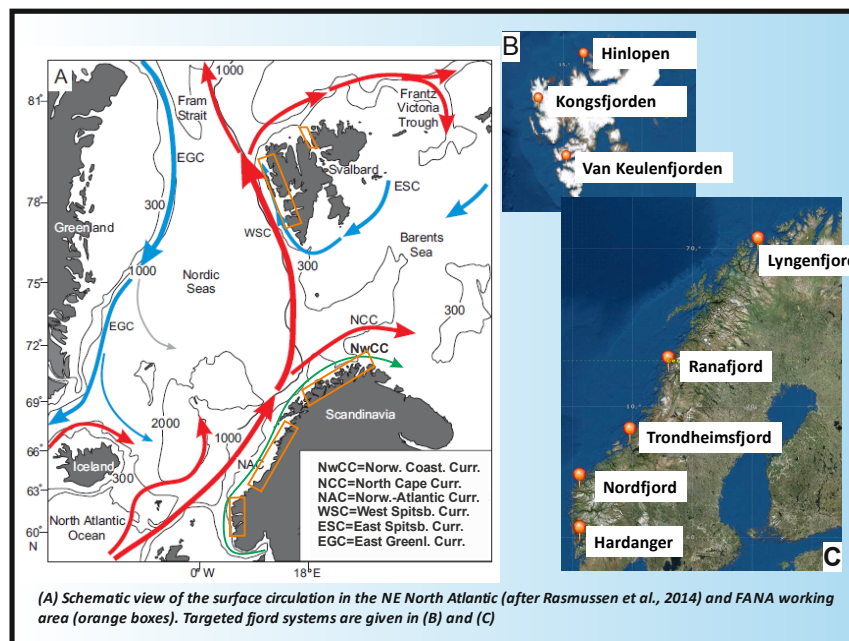 A
1000
81°
Fram
Strait
Frantz
Victoria
Trough
EGC
Svalbard
78°
300
ESC
Greenland
WSC
Barents
Sea
300
75°
1000
Nordic
Seas
EGC
NCC
300
72°
NwCC
69°
2000
Scandinavia
66°
1000
Iceland
300
NAC
63°
North Atlantic
Ocean
60°
N
0°W
18°E
NwCC=Norw. Coast. Curr.
NCC=North Cape Curr.
NAC=Norw.-Atlantic Curr.
WSC=West Spitsb. Curr.
ESC=East Spitsb. Curr.
EGC=East Greenl. Curr.
B
Hinlopen
Kongsfjorden
Van Keulenfjorden
Lyngenfjord
Ranafjord
Trondheimsfjord
Nordfjord
Hardanger
C
(A) Schematic view of the surface circulation in the NE North Atlantic (after Rasmussen et al., 2014) and FANA working
area (orange boxes). Targeted fjord systems are given in (B) and (C)